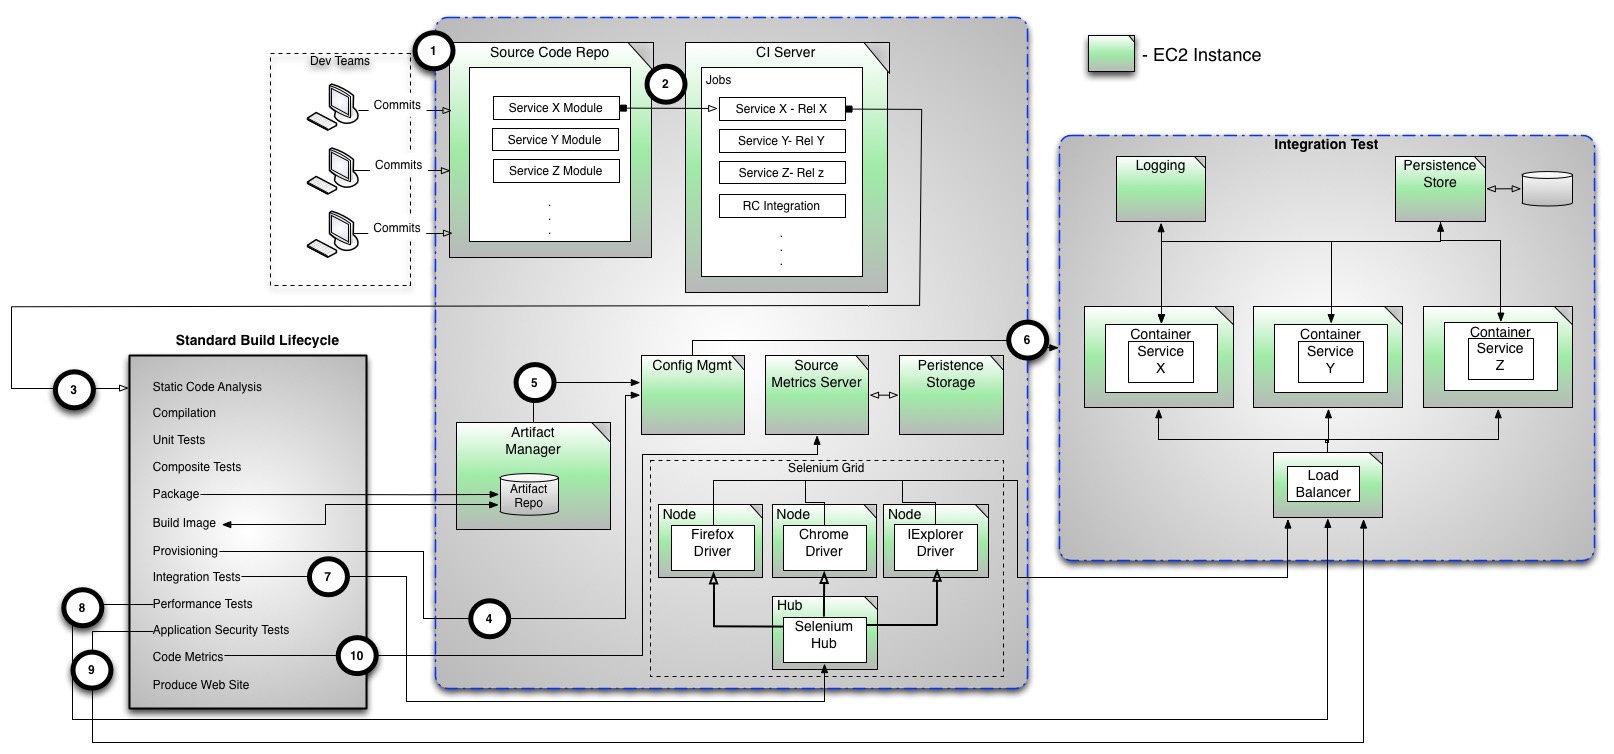 1
Source Code Repo
2
CI Server
- EC2 Instance
Dev Teams
Commits
Commits
Commits
Service X Module
Service Y Module
Service Z Module
.
.
.
Jobs
Service X - Rel X
Service Y- Rel Y
Service Z- Rel z
RC Integration
.
.
.
Integration Test
Logging
Persistence
Store
Container
Service
X
Container
Service
Y
Container
Service
Z
Load
Balancer
Standard Build Lifecycle
3
Static Code Analysis
Compilation
Unit Tests
Composite Tests
Package
Build Image
Provisioning
Integration Tests
Performance Tests
Application Security Tests
Code Metrics
Produce Web Site
7
8
9
10
4
5
6
Artifact
Manager
Artifact
Repo
Config Mgmt
Source
Metrics Server
Peristence
Storage
Selenium Grid
Node
Firefox
Driver
Node
Chrome
Driver
Node
IExplorer
Driver
Hub
Selenium
Hub